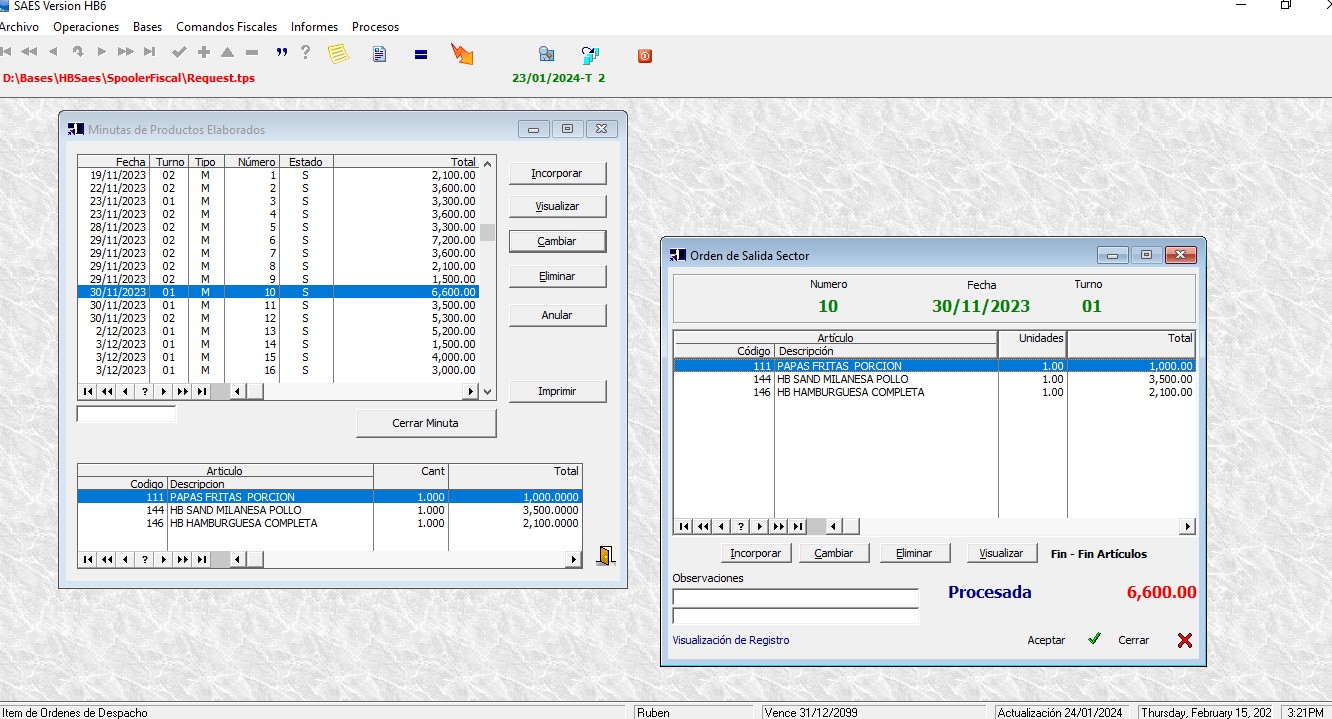 SAES Version HB6
Archivo Operaciones Bases Comandos Fiscales Informes Procesos
D:\Bases\HBSaes\SpoolerFiscal\Request.tps
23/01/2024-T 2
Minutas de Productos Elaborados
Fecha Turno Tipo Número Estado Total
19/11/2023 02 M 1 S 2,100.00
22/11/2023 02 M 2 S 3,600.00
23/11/2023 01 M 3 S 3,300.00
23/11/2023 02 M 4 S 3,600.00
28/11/2023 02 M 5 S 3,300.00
29/11/2023 02 M 6 S 7,200.00
29/11/2023 02 M 7 S 3,600.00
29/11/2023 02 M 8 S 2,100.00
29/11/2023 02 M 9 S 1,500.00
30/11/2023 01 M 10 S 6,600.00
30/11/2023 01 M 11 S 3,500.00
30/11/2023 02 M 12 S 5,300.00
2/12/2023 01 M 13 S 5,200.00
3/12/2023 01 M 14 S 1,500.00
3/12/2023 01 M 15 S 4,000.00
3/12/2023 01 M 16 S 3,000.00
Incorporar
Visualizar
Cambiar
Eliminar
Anular
Imprimir
Cerrar Minuta
Articulo Cant Total
Codigo Descripcion
111 PAPAS FRITAS PORCION 1.000 1,000.0000
144 HB SAND MILANESA POLLO 1.000 3,500.0000
146 HB HAMBURGUESA COMPLETA 1.000 2,100.0000
Orden de Salida Sector
Numero Fecha Turno
10 30/11/2023 01
Artículo Unidades Total
Código Descripción
111 PAPAS FRITAS PORCION 1.00 1,000.00
144 HB SAND MILANESA POLLO 1.00 3,500.00
146 HB HAMBURGUESA COMPLETA 1.00 2,100.00
Incorporar Cambiar Eliminar Visualizar Fin - Fin Artículos
Observaciones
Procesada 6,600.00
Visualización de Registro Aceptar Cerrar
Item de Ordenes de Despacho Ruben Vence 31/12/2099 Actualización 24/01/2024 Thursday, February 15, 202 3:21PM